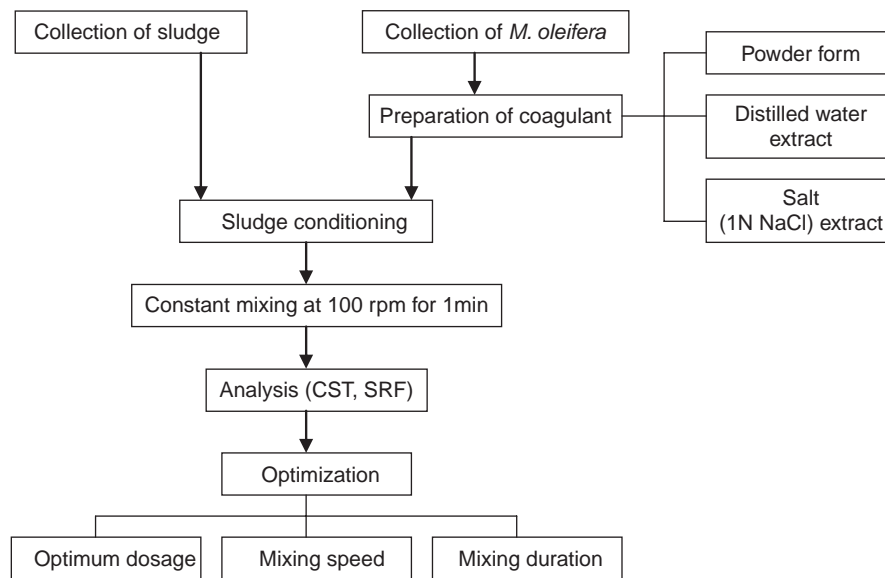 Collection of sludge
Collection of M. oleifera
Powder form
Preparation of coagulant
Distilled water
extract
Salt
(1N NaCl) extract
Sludge conditioning
Constant mixing at 100 rpm for 1min
Analysis (CST, SRF)
Optimization
Optimum dosage
Mixing speed
Mixing duration